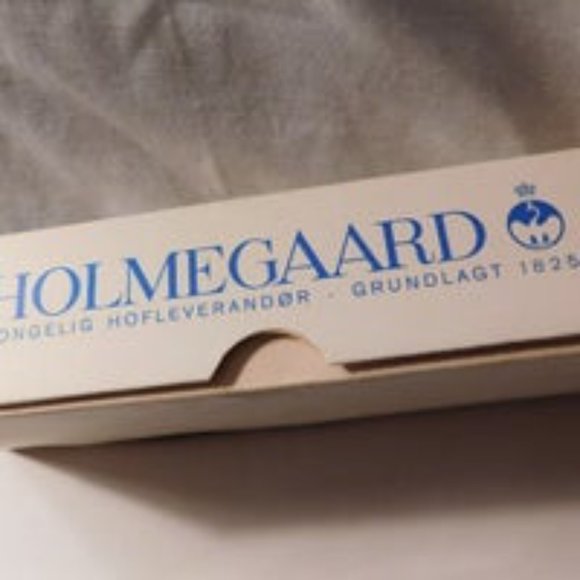 HOLMEGAARD
ONGELIG HOFLEVERANDØR · GRUNDLAGT 1825